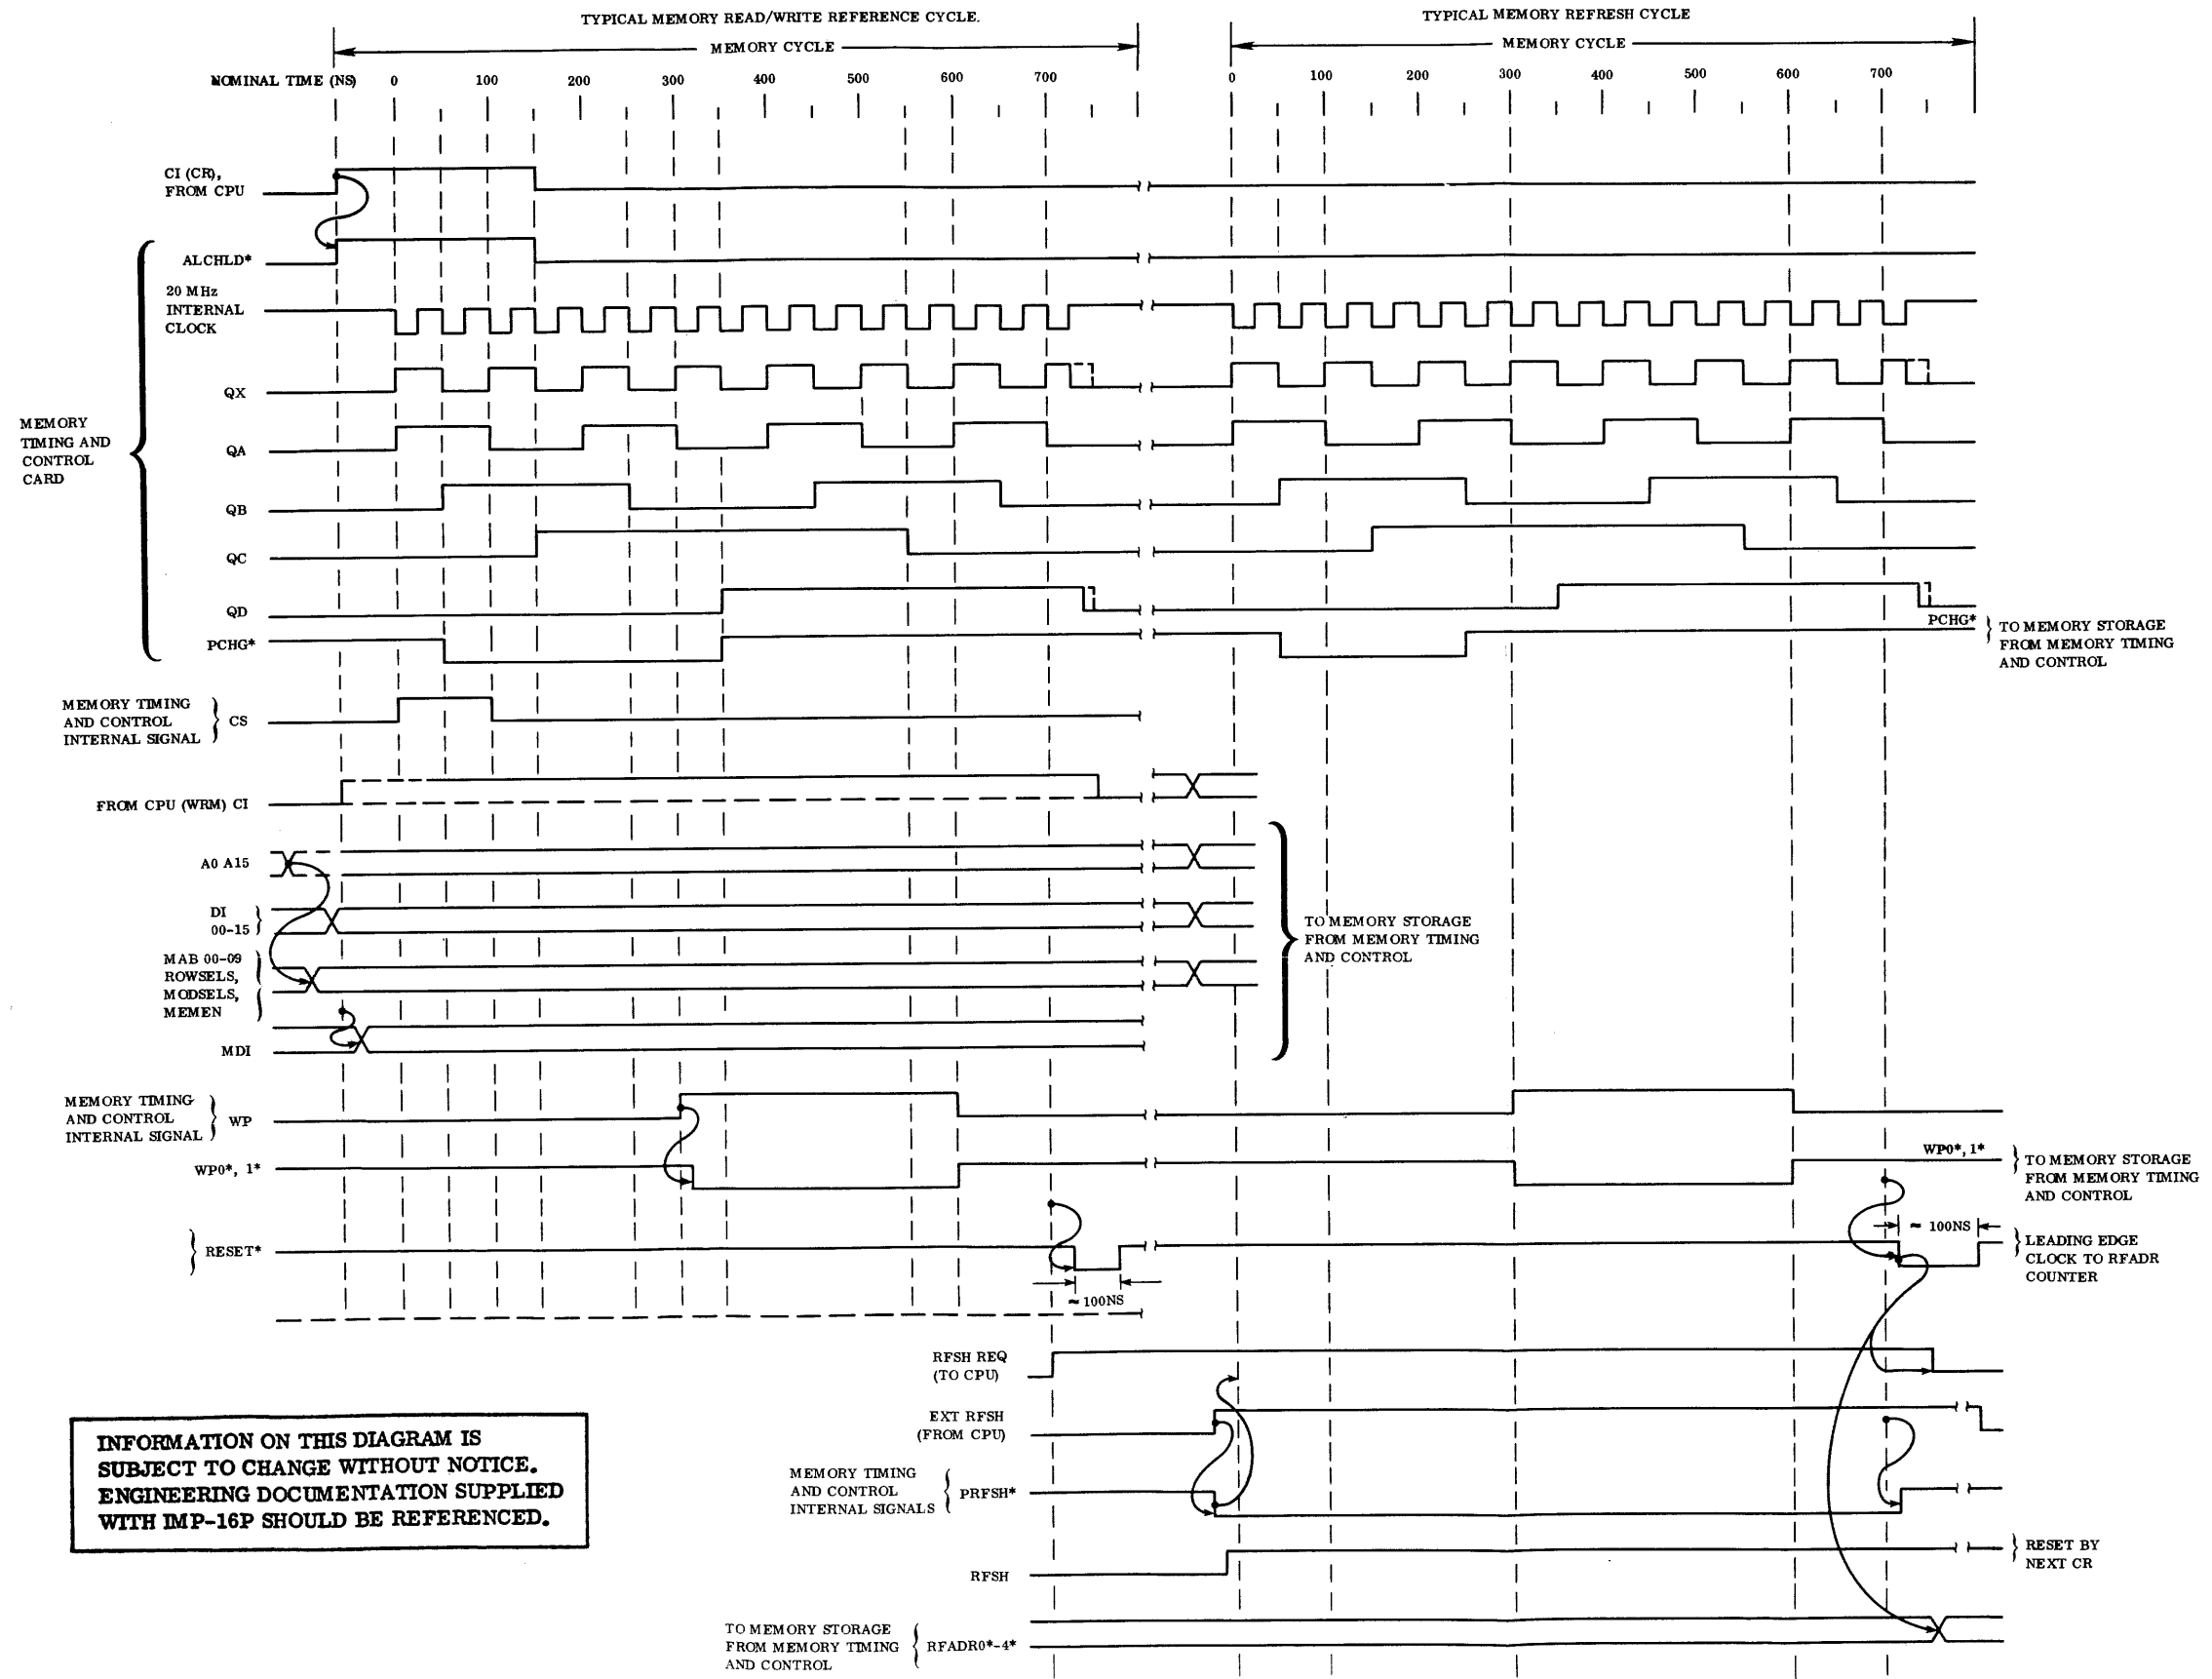 TYPICAL MEMORY READ/WRITE REFERENCE CYCLE.
TYPICAL MEMORY REFRESH CYCLE
MEMORY CYCLE
MEMORY CYCLE
NOMINAL TIME (NS) 0 100 200 300 400 500 600 700
0 100 200 300 400 500 600 700
CI (CR),
FROM CPU
ALCHLD*
20 MHz
INTERNAL
CLOCK
QX
MEMORY
TIMING AND
CONTROL
CARD
QA
QB
QC
QD
PCHG*
PCHG*
TO MEMORY STORAGE
FROM MEMORY TIMING
AND CONTROL
MEMORY TIMING
AND CONTROL
INTERNAL SIGNAL
CS
FROM CPU (WRM) CI
A0 A15
DI
00-15
TO MEMORY STORAGE
FROM MEMORY TIMING
AND CONTROL
MAB 00-09
ROWSELS,
MODSELS,
MEMEN
MDI
MEMORY TIMING
AND CONTROL
INTERNAL SIGNAL
WP
WP0*, 1*
WP0*, 1*
TO MEMORY STORAGE
FROM MEMORY TIMING
AND CONTROL
RESET*
≈ 100NS
≈ 100NS
LEADING EDGE
CLOCK TO RFADR
COUNTER
RFSH REQ
(TO CPU)
EXT RFSH
(FROM CPU)
MEMORY TIMING
AND CONTROL
INTERNAL SIGNALS
PRFSH*
RFSH
RESET BY
NEXT CR
TO MEMORY STORAGE
FROM MEMORY TIMING
AND CONTROL
RFADR0*-4*
INFORMATION ON THIS DIAGRAM IS
SUBJECT TO CHANGE WITHOUT NOTICE.
ENGINEERING DOCUMENTATION SUPPLIED
WITH IMP-16P SHOULD BE REFERENCED.